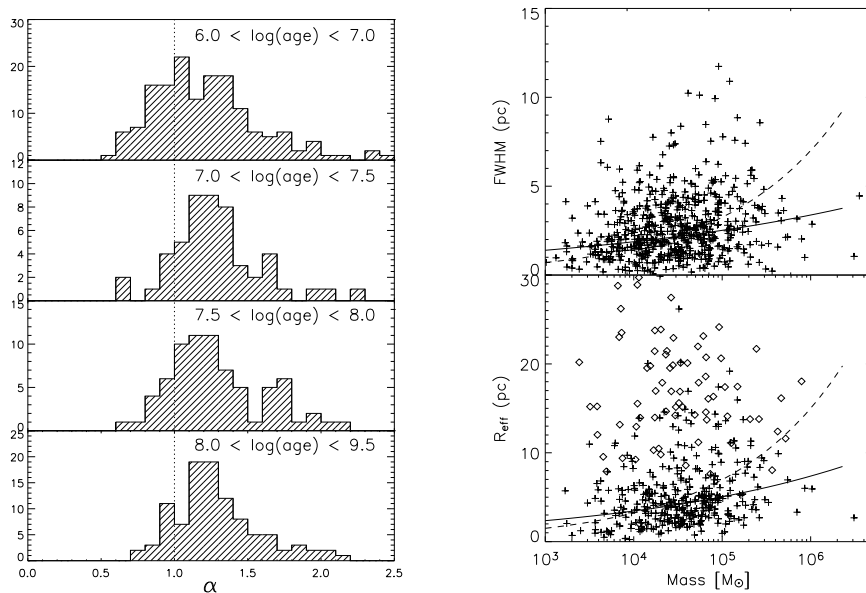 30
20
10
0
6.0 < log(age) < 7.0
12
10
8
6
4
2
0
7.0 < log(age) < 7.5
15
10
5
0
7.5 < log(age) < 8.0
25
20
15
10
5
0
8.0 < log(age) < 9.5
0.0 0.5 1.0 1.5 2.0 2.5
α
15
10
5
0
FWHM (pc)
30
20
10
0
R_eff (pc)
10^3 10^4 10^5 10^6
Mass [M☉]